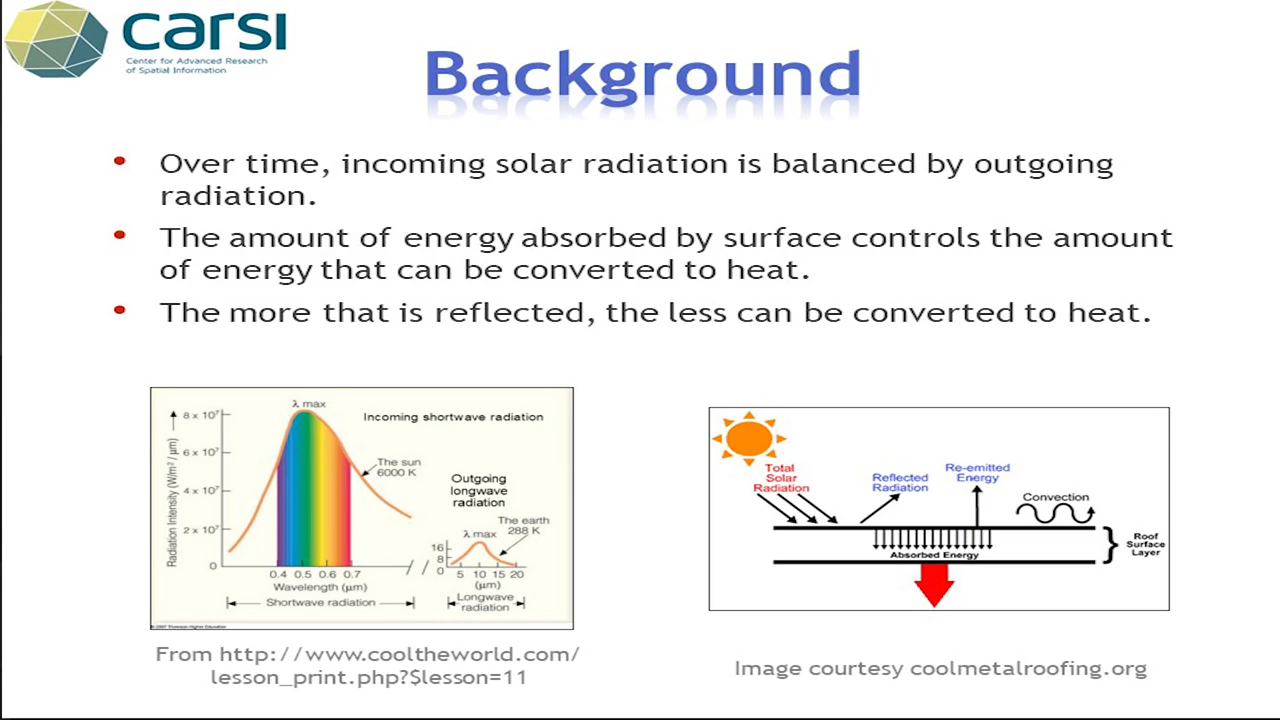 carsi
Center for Advanced Research
of Spatial Information
Background
• Over time, incoming solar radiation is balanced by outgoing
radiation.
• The amount of energy absorbed by surface controls the amount
of energy that can be converted to heat.
• The more that is reflected, the less can be converted to heat.
λ max
Incoming shortwave radiation
8 x 10⁷
6 x 10⁷
4 x 10⁷
2 x 10⁷
0
Radiation Intensity (W/m² / μm)
The sun
6000 K
0.4 0.5 0.6 0.7
Wavelength (μm)
Shortwave radiation
Outgoing
longwave
radiation
λ max
The earth
288 K
16
8
0
5 10 15 20
(μm)
Longwave
radiation
© 2007 Thomson Higher Education
From http://www.cooltheworld.com/
lesson_print.php?$lesson=11
Total
Solar
Radiation
Reflected
Radiation
Re-emitted
Energy
Convection
Absorbed Energy
Roof
Surface
Layer
Image courtesy coolmetalroofing.org